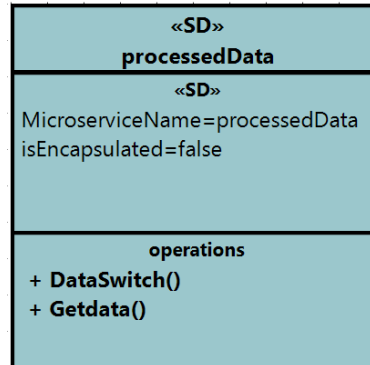 «SD»
processedData
«SD»
MicroserviceName=processedData
isEncapsulated=false
operations
+ DataSwitch()
+ Getdata()